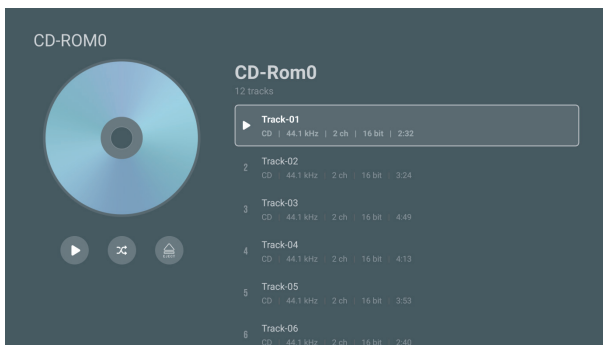 CD-ROM0
CD-Rom0
12 tracks
Track-01
CD | 44.1 kHz | 2 ch | 16 bit | 2:32
2 Track-02
CD | 44.1 kHz | 2 ch | 16 bit | 3:24
3 Track-03
CD | 44.1 kHz | 2 ch | 16 bit | 4:49
4 Track-04
CD | 44.1 kHz | 2 ch | 16 bit | 4:13
5 Track-05
CD | 44.1 kHz | 2 ch | 16 bit | 3:53
6 Track-06
CD | 44.1 kHz | 2 ch | 16 bit | 2:40
EJECT